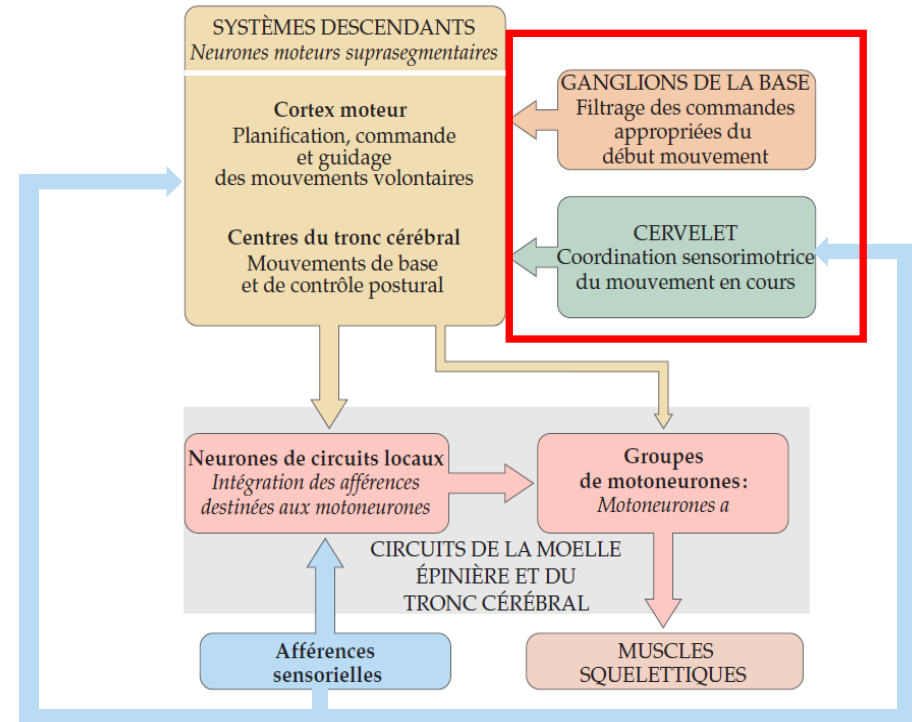 SYSTÈMES DESCENDANTS
Neurones moteurs suprasegmentaires
Cortex moteur
Planification, commande
et guidage
des mouvements volontaires
Centres du tronc cérébral
Mouvements de base
et de contrôle postural
GANGLIONS DE LA BASE
Filtrage des commandes
appropriées du
début mouvement
CERVELET
Coordination sensorimotrice
du mouvement en cours
Neurones de circuits locaux
Intégration des afférences
destinées aux motoneurones
Groupes
de motoneurones:
Motoneurones a
CIRCUITS DE LA MOELLE
ÉPINIÈRE ET DU
TRONC CÉRÉBRAL
Afférences
sensorielles
MUSCLES
SQUELETTIQUES